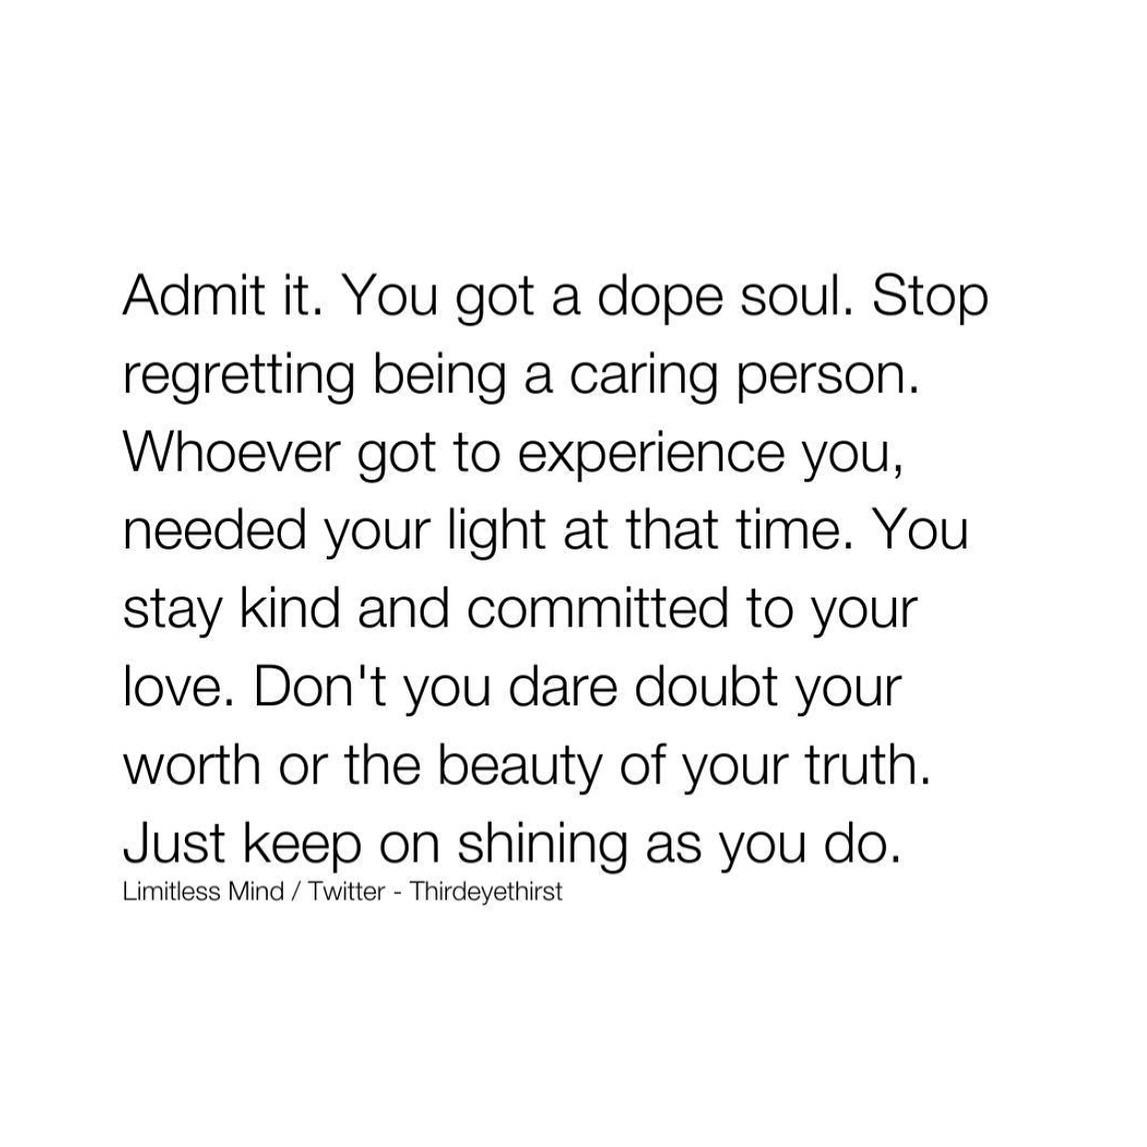 Admit it. You got a dope soul. Stop
regretting being a caring person.
Whoever got to experience you,
needed your light at that time. You
stay kind and committed to your
love. Don't you dare doubt your
worth or the beauty of your truth.
Just keep on shining as you do.
Limitless Mind / Twitter - Thirdeyethirst